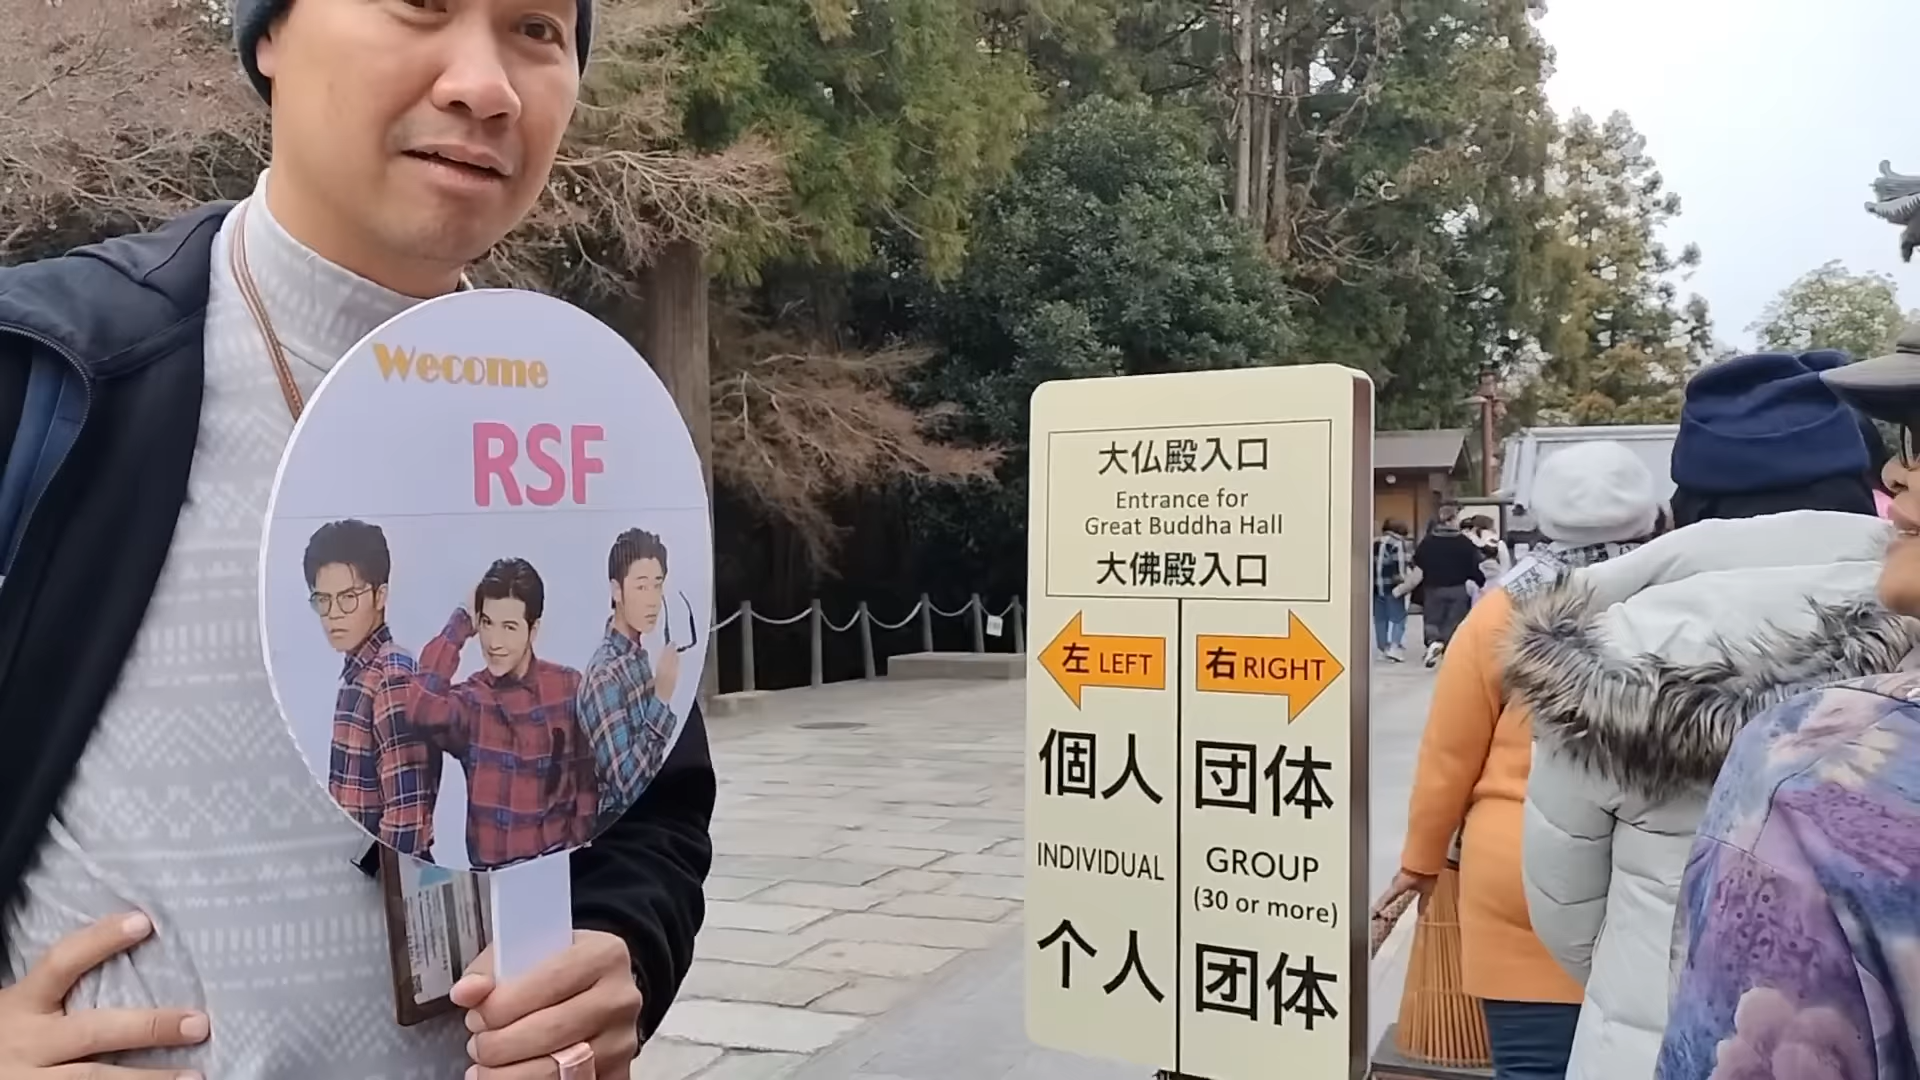 Wecome
RSF
大仏殿入口
Entrance for
Great Buddha Hall
大佛殿入口
左 LEFT
右 RIGHT
個人
団体
INDIVIDUAL
GROUP
(30 or more)
个人
团体